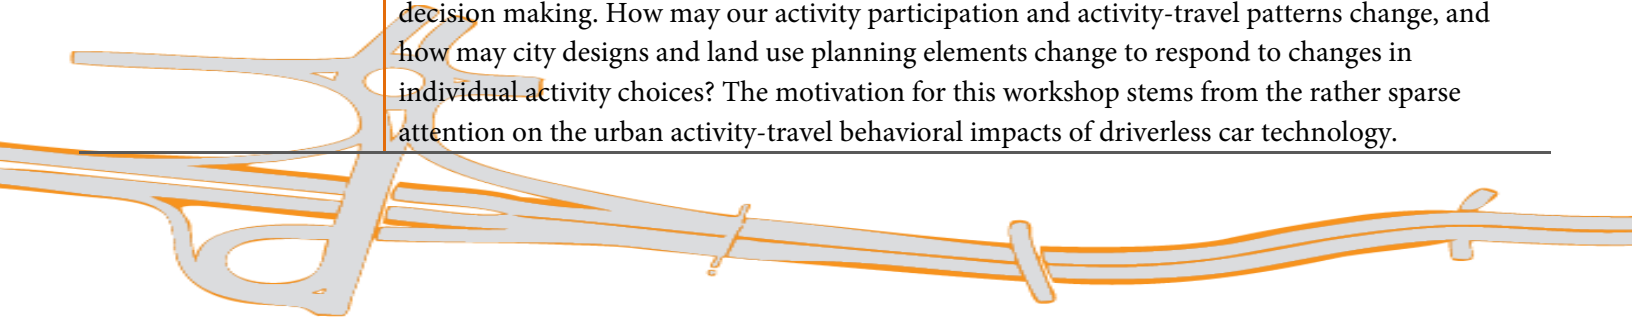 decision making. How may our activity participation and activity-travel patterns change, and
how may city designs and land use planning elements change to respond to changes in
individual activity choices? The motivation for this workshop stems from the rather sparse
attention on the urban activity-travel behavioral impacts of driverless car technology.